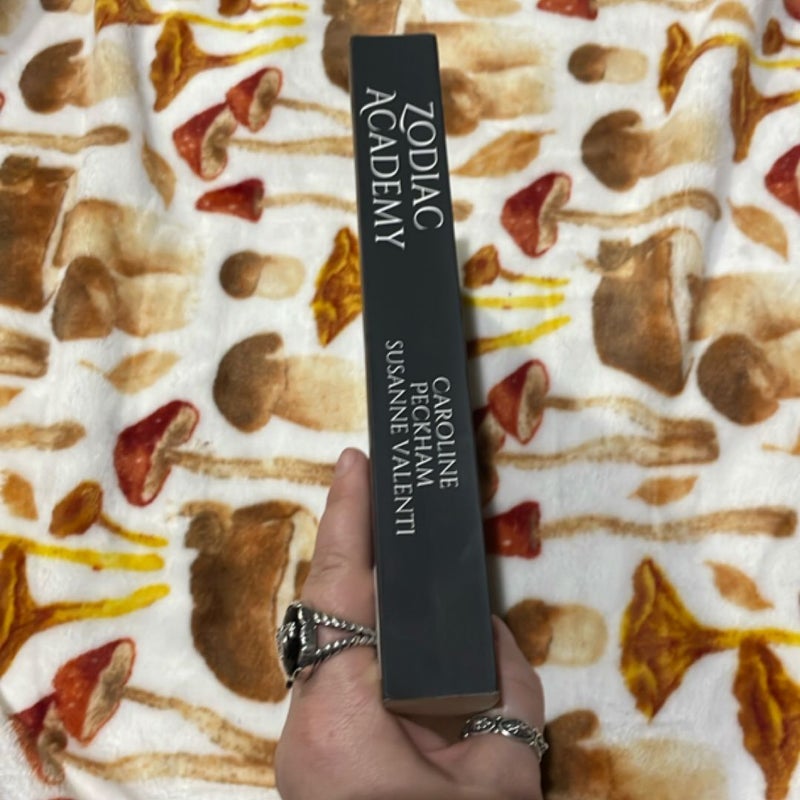 ZODIAC
ACADEMY
CAROLINE
PECKHAM
SUSANNE VALENTI